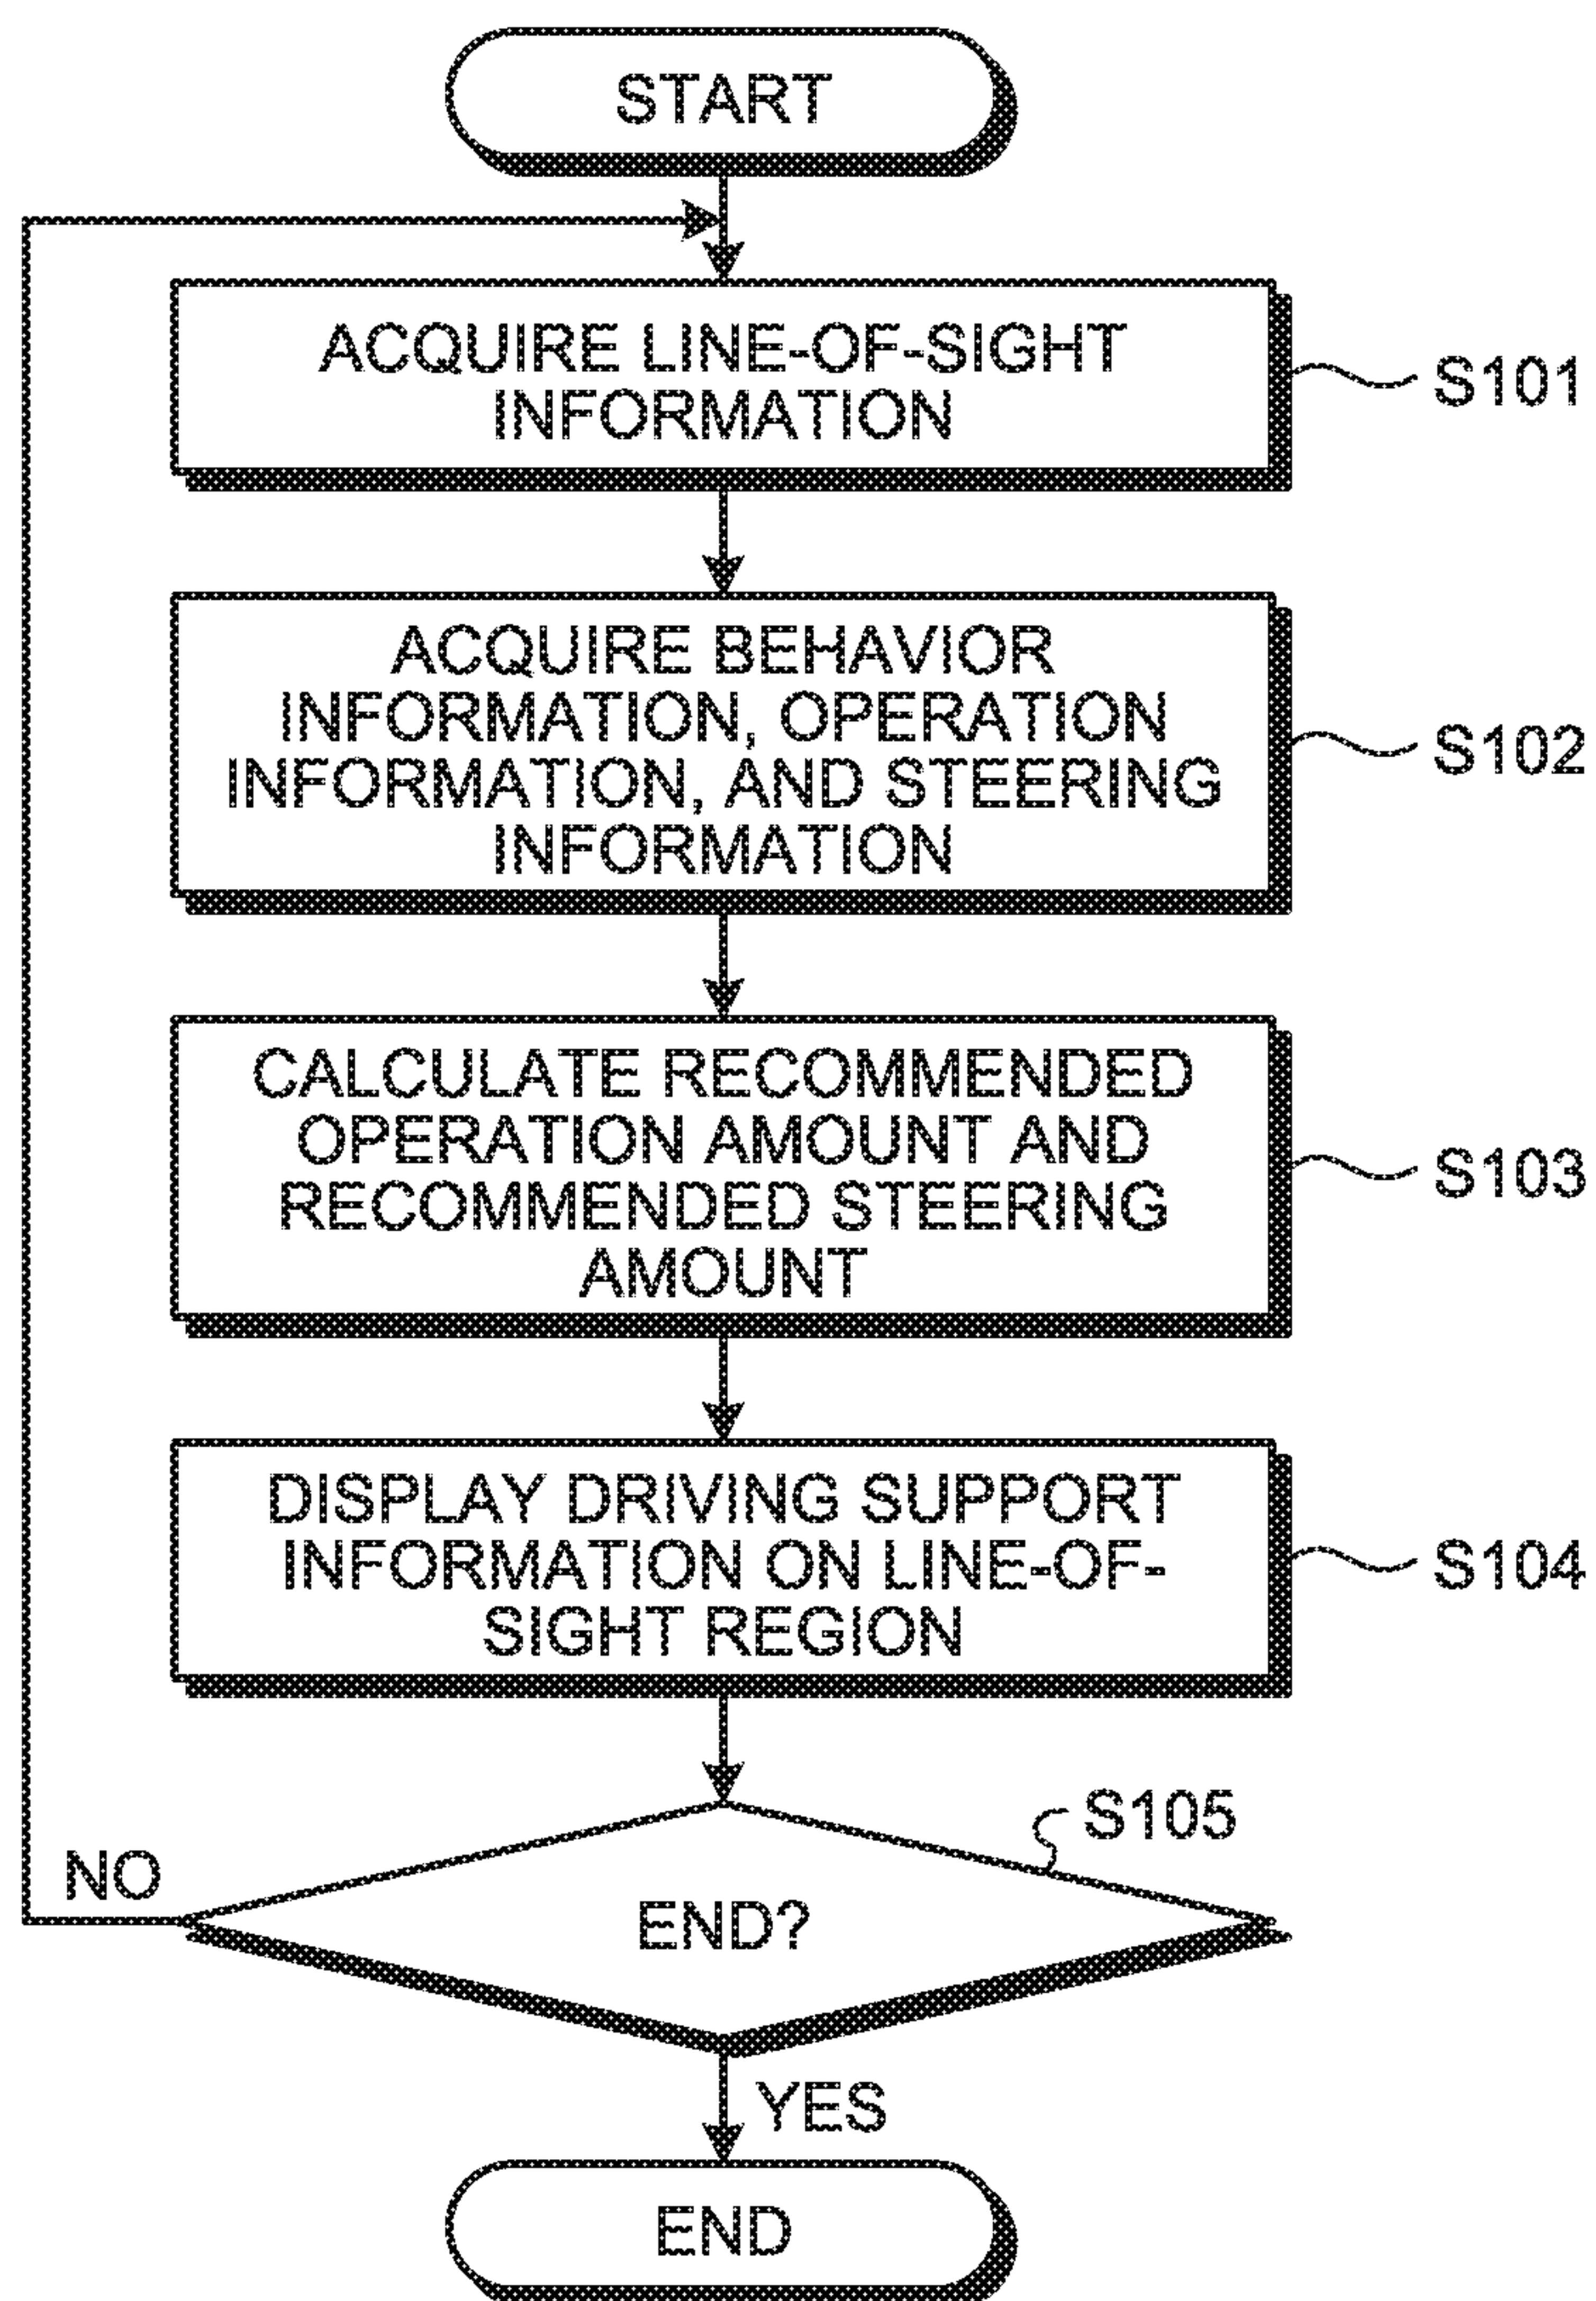 START
ACQUIRE LINE-OF-SIGHT
INFORMATION
S101
ACQUIRE BEHAVIOR
INFORMATION, OPERATION
INFORMATION, AND STEERING
INFORMATION
S102
CALCULATE RECOMMENDED
OPERATION AMOUNT AND
RECOMMENDED STEERING
AMOUNT
S103
DISPLAY DRIVING SUPPORT
INFORMATION ON LINE-OF-
SIGHT REGION
S104
S105
NO
END?
YES
END